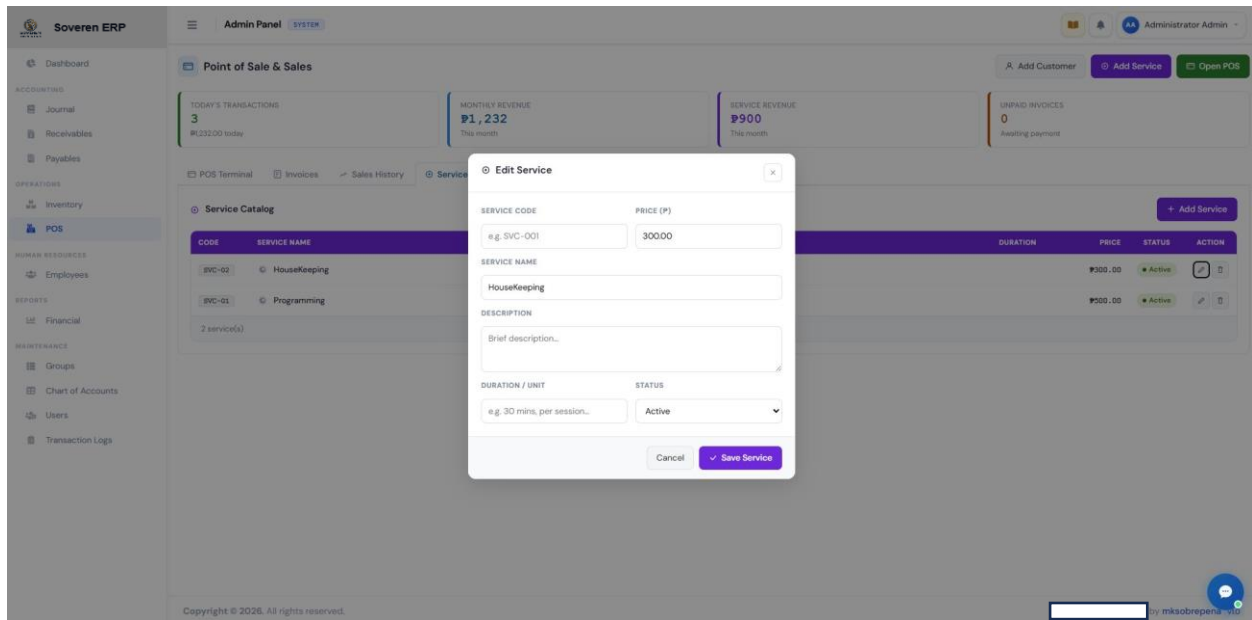 Soveren ERP
Admin Panel SYSTEM
AA Administrator Admin
Dashboard
ACCOUNTING
Journal
Receivables
Payables
OPERATIONS
Inventory
POS
HUMAN RESOURCES
Employees
REPORTS
Financial
MAINTENANCE
Groups
Chart of Accounts
Users
Transaction Logs
Point of Sale & Sales
Add Customer
Add Service
Open POS
TODAY'S TRANSACTIONS
3
₱1,232.00 today
MONTHLY REVENUE
₱1,232
This month
SERVICE REVENUE
₱900
This month
UNPAID INVOICES
0
Awaiting payment
POS Terminal
Invoices
Sales History
Service
Service Catalog
+ Add Service
CODE SERVICE NAME DURATION PRICE STATUS ACTION
SVC-02 HouseKeeping ₱300.00 Active
SVC-01 Programming ₱500.00 Active
2 service(s)
Edit Service
SERVICE CODE
e.g. SVC-001
PRICE (₱)
300.00
SERVICE NAME
HouseKeeping
DESCRIPTION
Brief description...
DURATION / UNIT
e.g. 30 mins, per session...
STATUS
Active
Cancel
Save Service
Copyright © 2026. All rights reserved.
by mksobrepena